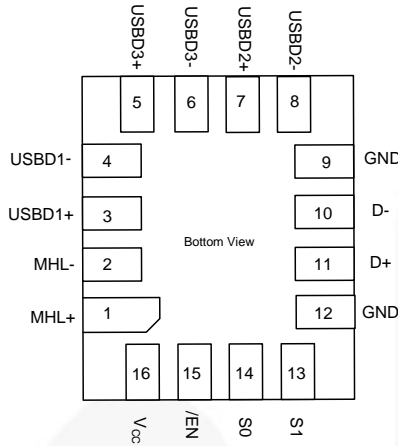 USBD3+
USBD3-
USBD2+
USBD2-
5
6
7
8
USBD1-
4
9
GND
USBD1+
3
10
D-
Bottom View
MHL-
2
11
D+
MHL+
1
12
GND
16
15
14
13
Vcc
/EN
S0
S1